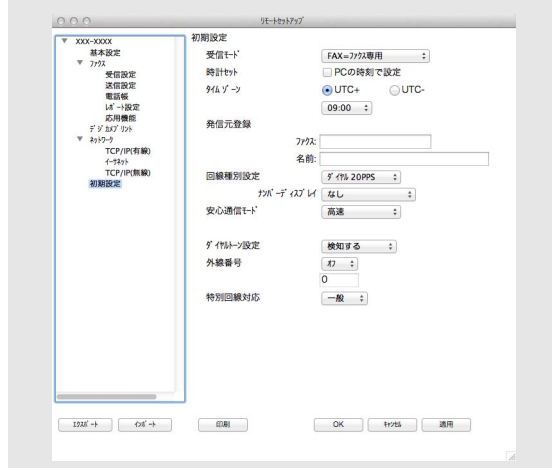 リモートセットアップ
XXX-XXXX
基本設定
ファクス
受信設定
送信設定
電話帳
レポート設定
応用機能
デジカメプリント
ネットワーク
TCP/IP(有線)
イーサネット
TCP/IP(無線)
初期設定
初期設定
受信モード FAX=ファクス専用
時計セット PCの時刻で設定
タイムゾーン UTC+ UTC-
09:00
発信元登録
ファクス:
名前:
回線種別設定 ダイヤル 20PPS
ナンバーディスプレイ なし
安心通信モード 高速
ダイヤルトーン設定 検知する
外線番号 オフ
0
特別回線対応 一般
エクスポート インポート 印刷 OK キャンセル 適用